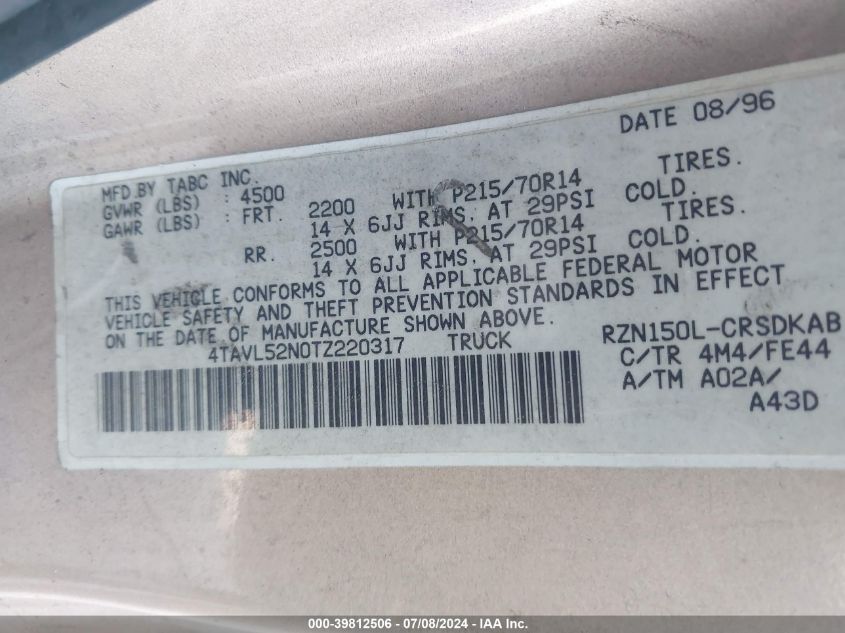 DATE 08/96
MFD.BY TABC INC.
GVWR (LBS) : 4500
GAWR (LBS) : FRT. 2200 WITH P215/70R14 TIRES.
14 X 6JJ RIMS. AT 29PSI COLD.
RR. 2500 WITH P215/70R14 TIRES.
14 X 6JJ RIMS. AT 29PSI COLD.
THIS VEHICLE CONFORMS TO ALL APPLICABLE FEDERAL MOTOR
VEHICLE SAFETY AND THEFT PREVENTION STANDARDS IN EFFECT
ON THE DATE OF MANUFACTURE SHOWN ABOVE.
4TAVL52N0TZ220317 TRUCK
RZN150L-CRSDKAB
C/TR 4M4/FE44
A/TM A02A/
A43D
000-39812506 - 07/08/2024 - IAA Inc.